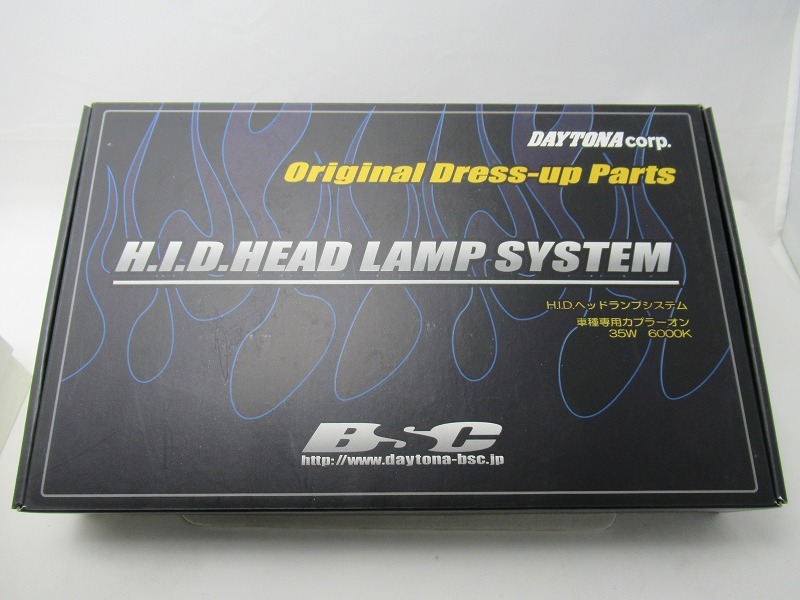 DAYTONA corp.
Original Dress-up Parts
H.I.D.HEAD LAMP SYSTEM
H.I.D.ヘッドランプシステム
車種専用カプラーオン
35W 6000K
BSC
http://www.daytona-bsc.jp